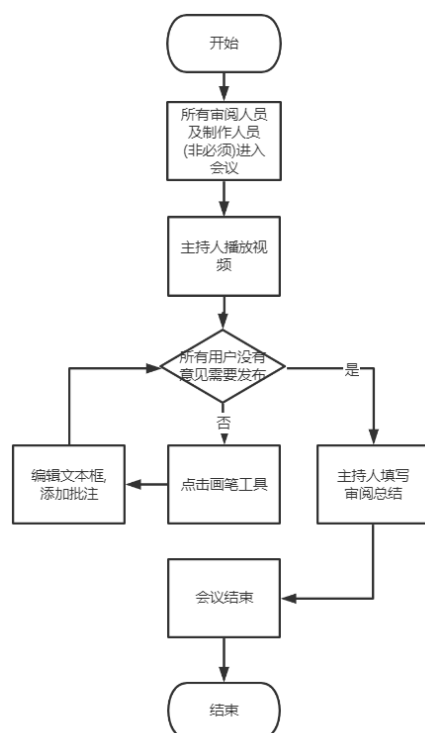 开始
所有审阅人员
及制作人员
(非必须)进入
会议
主持人播放视
频
所有用户没有
意见需要发布
是
否
编辑文本框,
添加批注
点击画笔工具
主持人填写
审阅总结
会议结束
结束